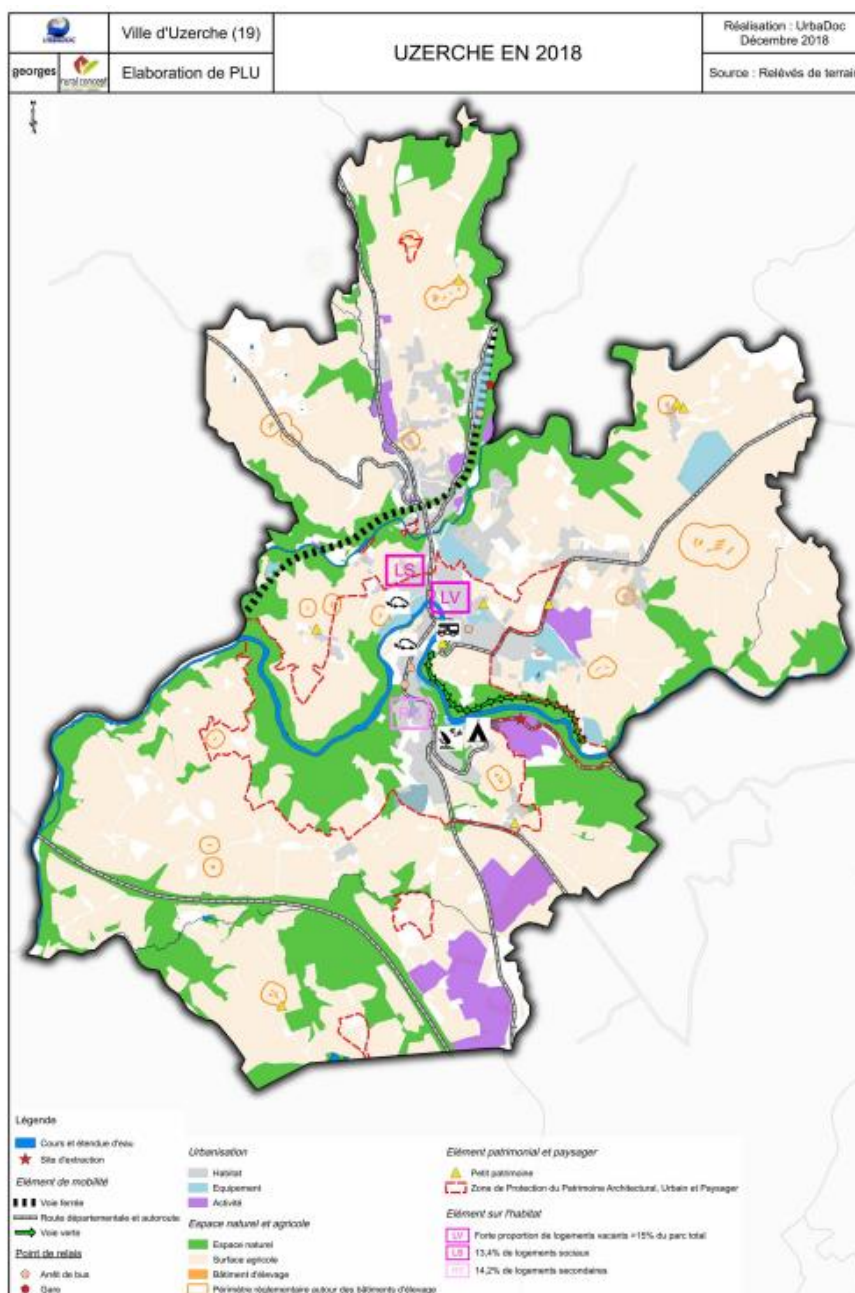 URBADOC
Ville d'Uzerche (19)
UZERCHE EN 2018
Réalisation : UrbaDoc
Décembre 2018
georges
rural concept
Elaboration de PLU
Source : Relevés de terrain
LS
LV
Légende
Cours et étendue d'eau
Site d'extraction
Elément de mobilité
Voie ferrée
Route départementale et autoroute
Voie verte
Point de relais
Arrêt de bus
Gare
Urbanisation
Habitat
Equipement
Activité
Espace naturel et agricole
Espace naturel
Surface agricole
Bâtiment d'élevage
Périmètre réglementaire autour des bâtiments d'élevage
Elément patrimonial et paysager
Petit patrimoine
Zone de Protection du Patrimoine Architectural, Urbain et Paysager
Elément sur l'habitat
LV Forte proportion de logements vacants >15% du parc total
LS 13,4% de logements sociaux
14,2% de logements secondaires